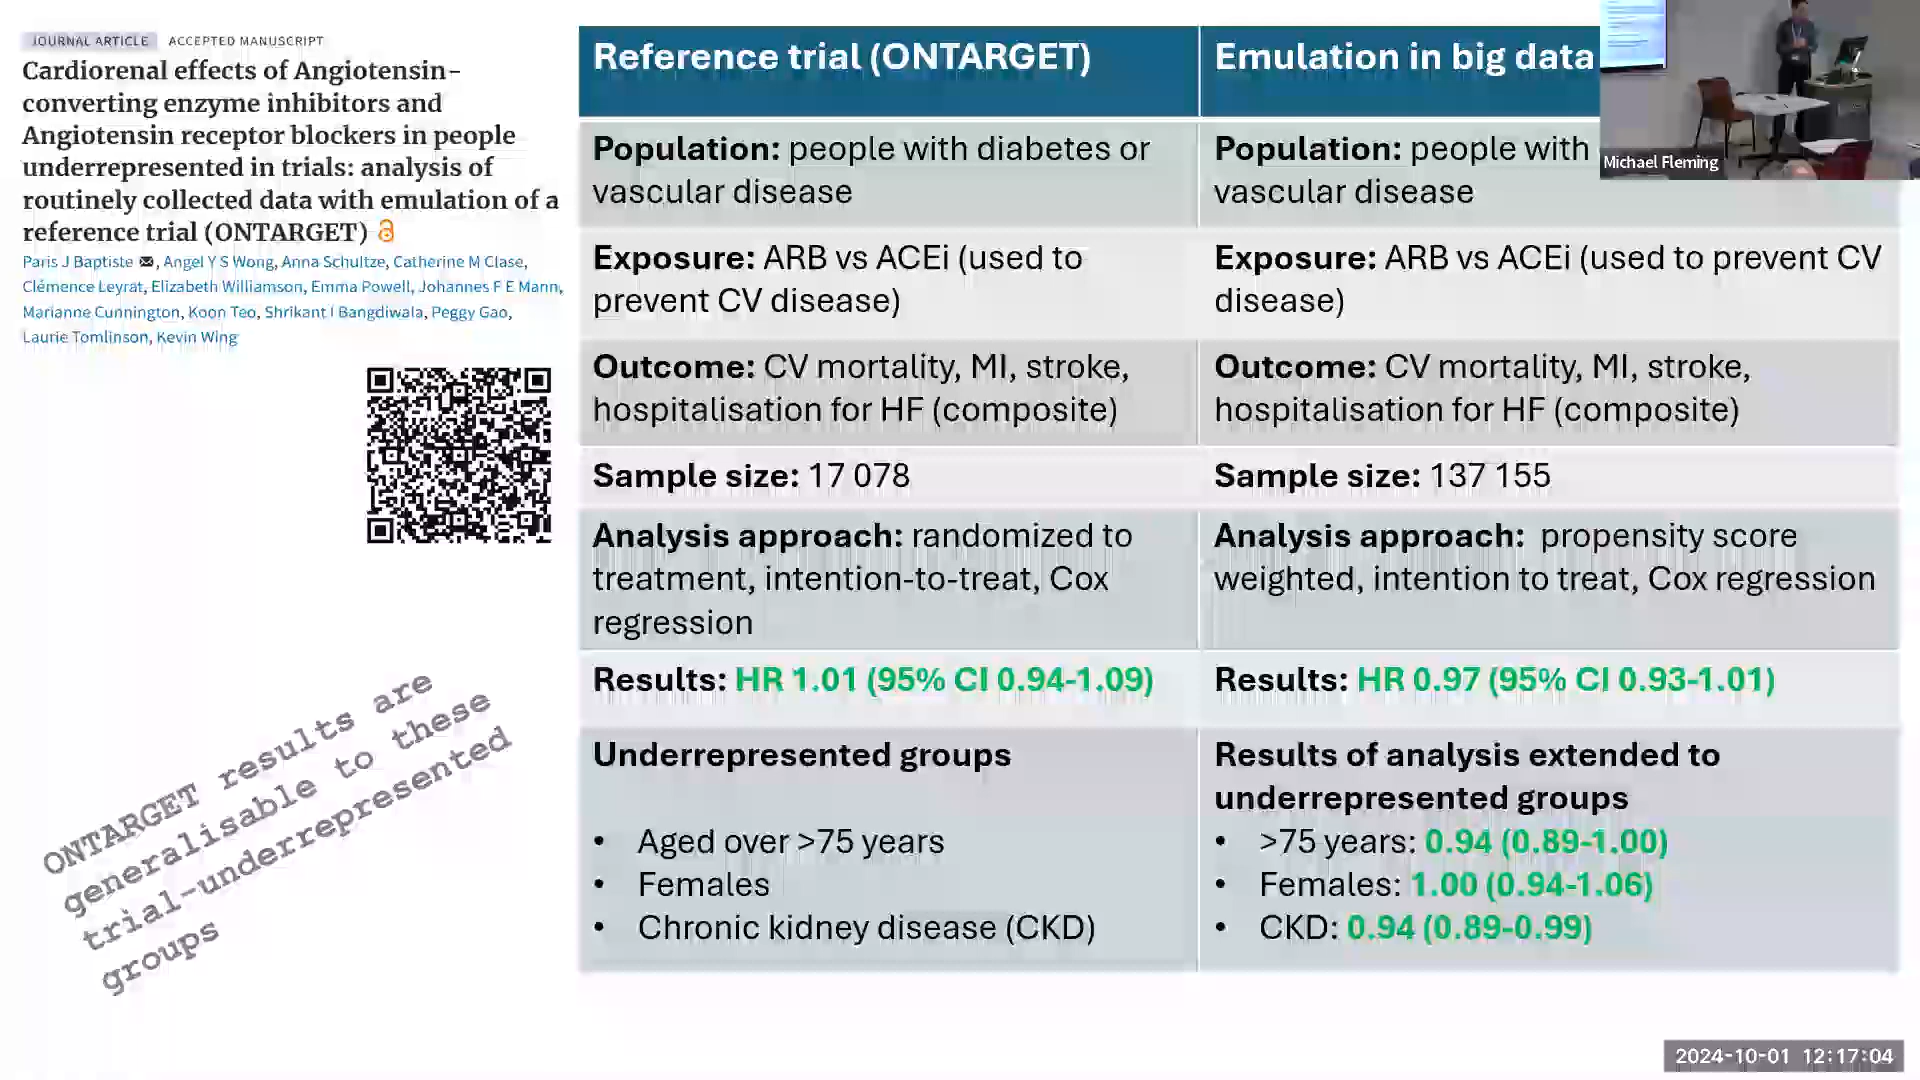 JOURNAL ARTICLE ACCEPTED MANUSCRIPT
Cardiorenal effects of Angiotensin-
converting enzyme inhibitors and
Angiotensin receptor blockers in people
underrepresented in trials: analysis of
routinely collected data with emulation of a
reference trial (ONTARGET)
Paris J Baptiste, Angel Y S Wong, Anna Schultze, Catherine M Clase,
Clémence Leyrat, Elizabeth Williamson, Emma Powell, Johannes F E Mann,
Marianne Cunnington, Koon Teo, Shrikant I Bangdiwala, Peggy Gao,
Laurie Tomlinson, Kevin Wing
ONTARGET results are
generalisable to these
trial-underrepresented
groups
Reference trial (ONTARGET)
Emulation in big data
Population: people with diabetes or
vascular disease
Population: people with
vascular disease
Exposure: ARB vs ACEi (used to
prevent CV disease)
Exposure: ARB vs ACEi (used to prevent CV
disease)
Outcome: CV mortality, MI, stroke,
hospitalisation for HF (composite)
Outcome: CV mortality, MI, stroke,
hospitalisation for HF (composite)
Sample size: 17 078
Sample size: 137 155
Analysis approach: randomized to
treatment, intention-to-treat, Cox
regression
Analysis approach: propensity score
weighted, intention to treat, Cox regression
Results: HR 1.01 (95% CI 0.94-1.09)
Results: HR 0.97 (95% CI 0.93-1.01)
Underrepresented groups
• Aged over >75 years
• Females
• Chronic kidney disease (CKD)
Results of analysis extended to
underrepresented groups
• >75 years: 0.94 (0.89-1.00)
• Females: 1.00 (0.94-1.06)
• CKD: 0.94 (0.89-0.99)
Michael Fleming
2024-10-01 12:17:04